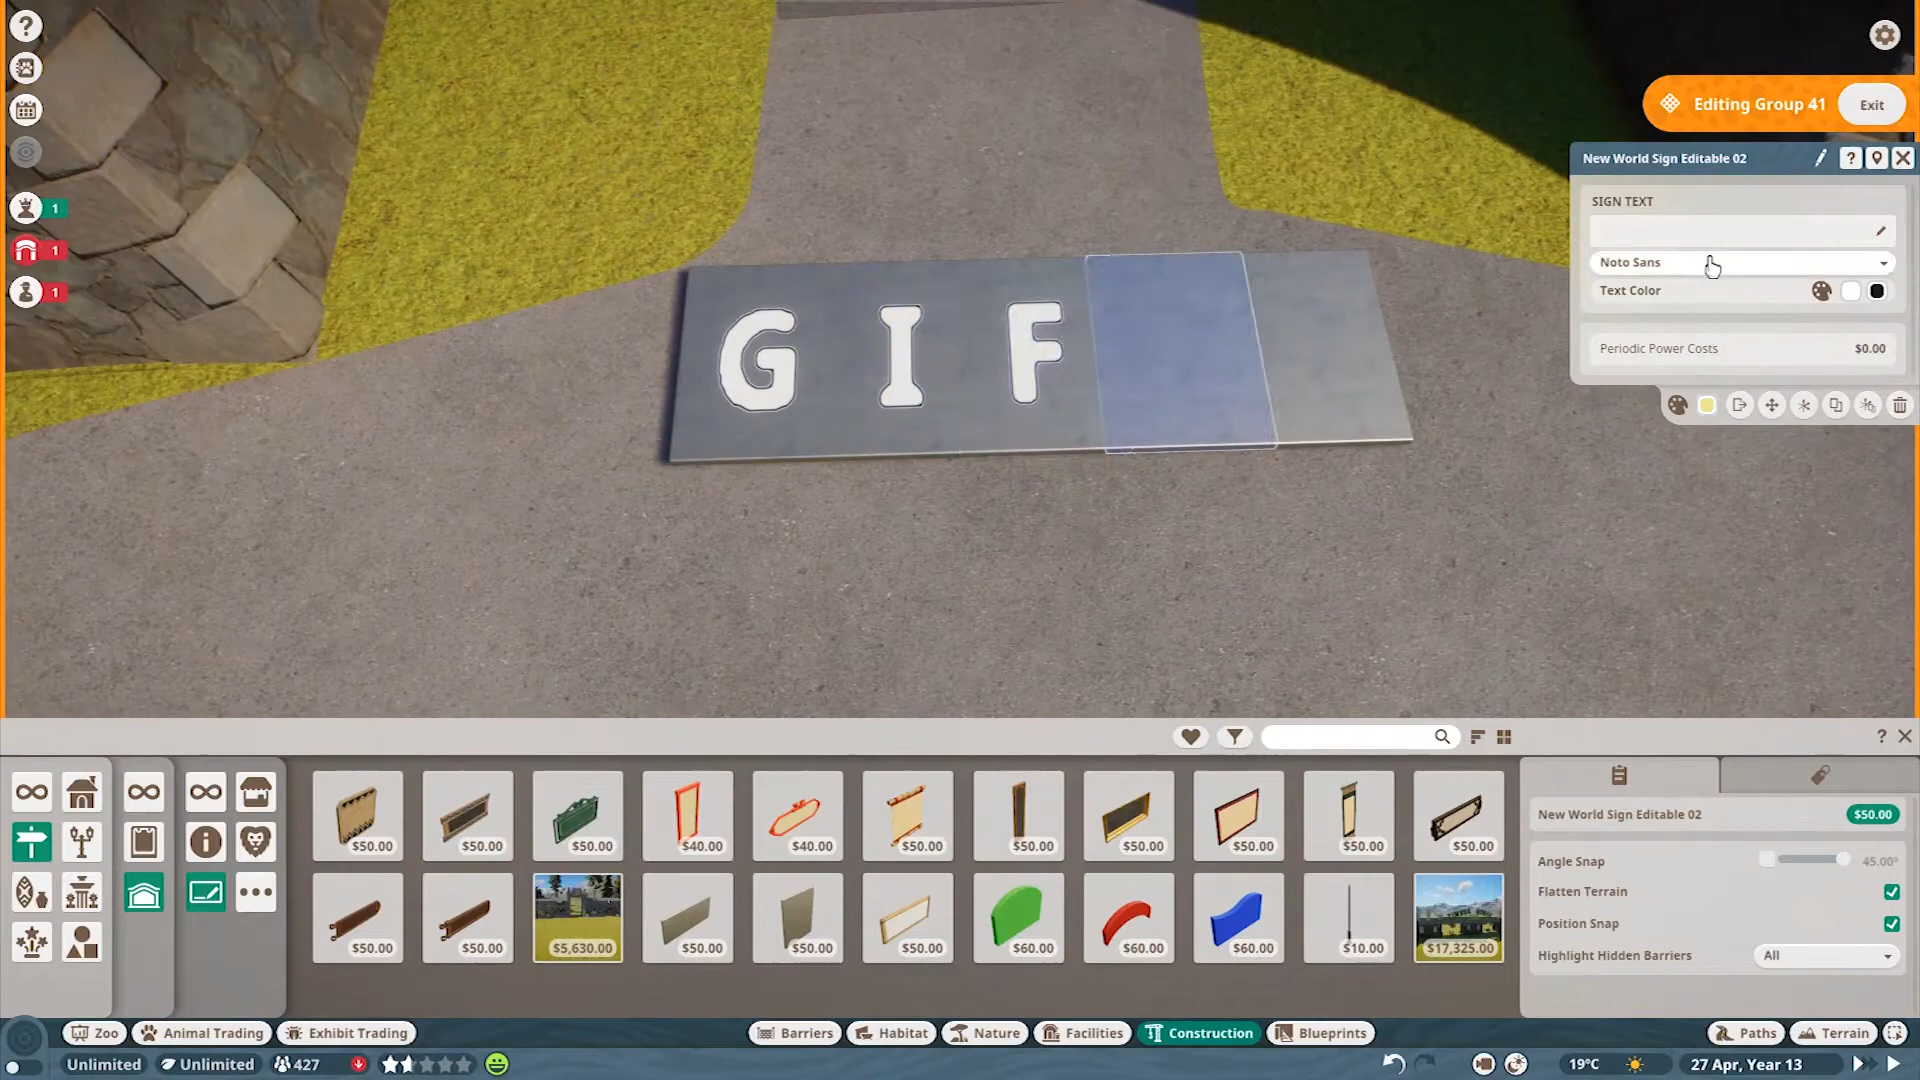 Editing Group 41
Exit
1
1
1
New World Sign Editable 02
SIGN TEXT
Noto Sans
Text Color
Periodic Power Costs $0.00
G I F
$50.00 $50.00 $50.00 $40.00 $40.00 $50.00 $50.00 $50.00 $50.00 $50.00 $50.00
$50.00 $50.00 $5,630.00 $50.00 $50.00 $50.00 $60.00 $60.00 $60.00 $10.00 $17,325.00
New World Sign Editable 02 $50.00
Angle Snap 45.00°
Flatten Terrain
Position Snap
Highlight Hidden Barriers All
Zoo Animal Trading Exhibit Trading Barriers Habitat Nature Facilities Construction Blueprints Paths Terrain
Unlimited Unlimited 427 19°C 27 Apr, Year 13